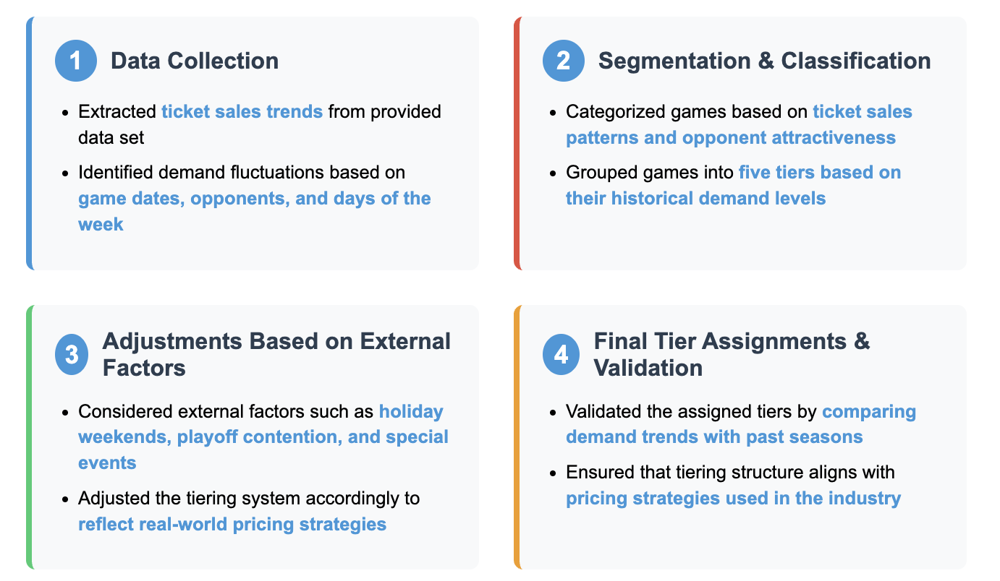 1 Data Collection
• Extracted ticket sales trends from provided
data set
• Identified demand fluctuations based on
game dates, opponents, and days of the
week
2 Segmentation & Classification
• Categorized games based on ticket sales
patterns and opponent attractiveness
• Grouped games into five tiers based on
their historical demand levels
3 Adjustments Based on External
Factors
• Considered external factors such as holiday
weekends, playoff contention, and special
events
• Adjusted the tiering system accordingly to
reflect real-world pricing strategies
4 Final Tier Assignments &
Validation
• Validated the assigned tiers by comparing
demand trends with past seasons
• Ensured that tiering structure aligns with
pricing strategies used in the industry